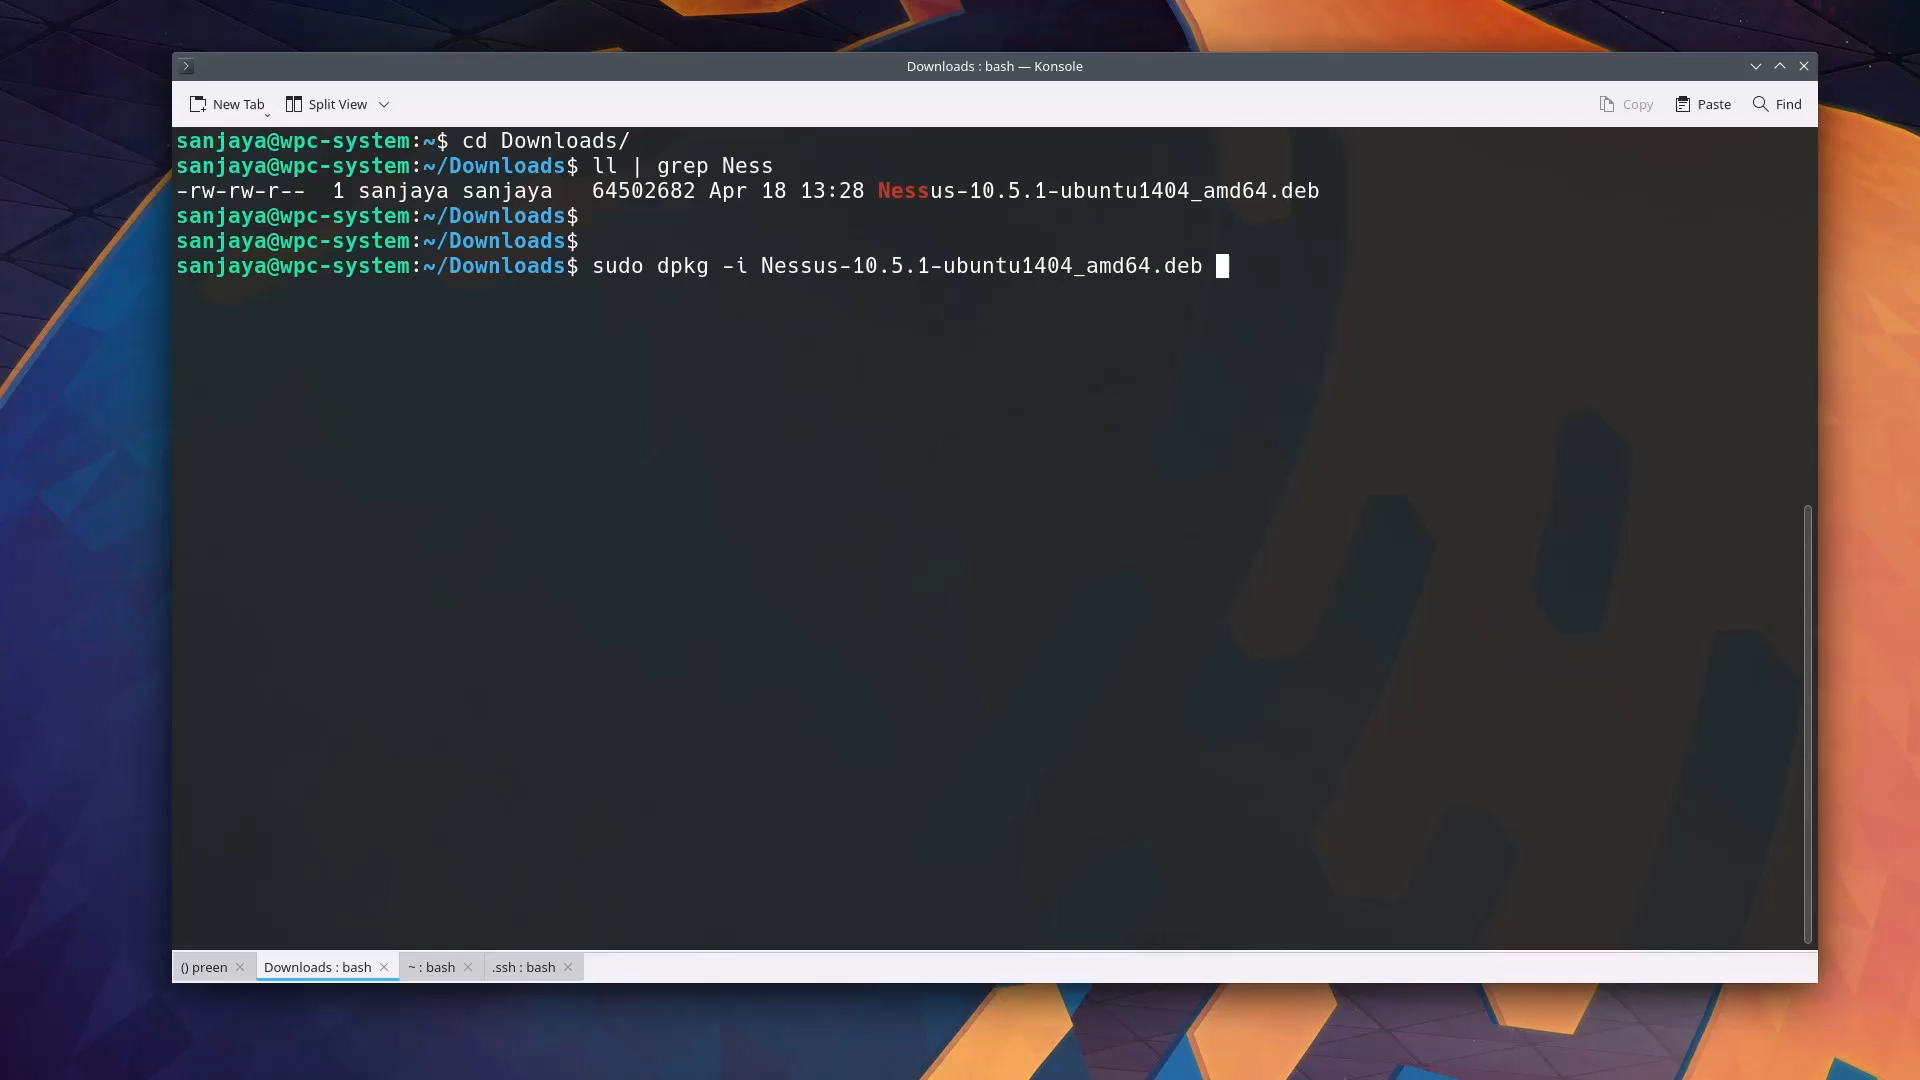 Downloads : bash — Konsole
New Tab Split View Copy Paste Find
sanjaya@wpc-system:~$ cd Downloads/
sanjaya@wpc-system:~/Downloads$ ll | grep Ness
-rw-rw-r-- 1 sanjaya sanjaya 64502682 Apr 18 13:28 Nessus-10.5.1-ubuntu1404_amd64.deb
sanjaya@wpc-system:~/Downloads$
sanjaya@wpc-system:~/Downloads$
sanjaya@wpc-system:~/Downloads$ sudo dpkg -i Nessus-10.5.1-ubuntu1404_amd64.deb
() preen Downloads : bash ~ : bash .ssh : bash